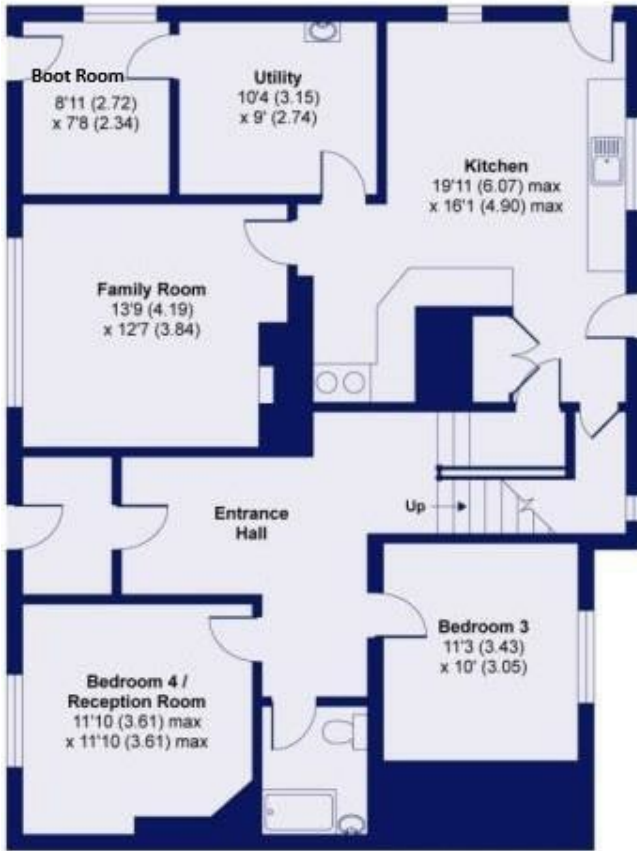 Boot Room
8'11 (2.72)
x 7'8 (2.34)
Utility
10'4 (3.15)
x 9' (2.74)
Kitchen
19'11 (6.07) max
x 16'1 (4.90) max
Family Room
13'9 (4.19)
x 12'7 (3.84)
Entrance
Hall
Up
Bedroom 3
11'3 (3.43)
x 10' (3.05)
Bedroom 4 /
Reception Room
11'10 (3.61) max
x 11'10 (3.61) max